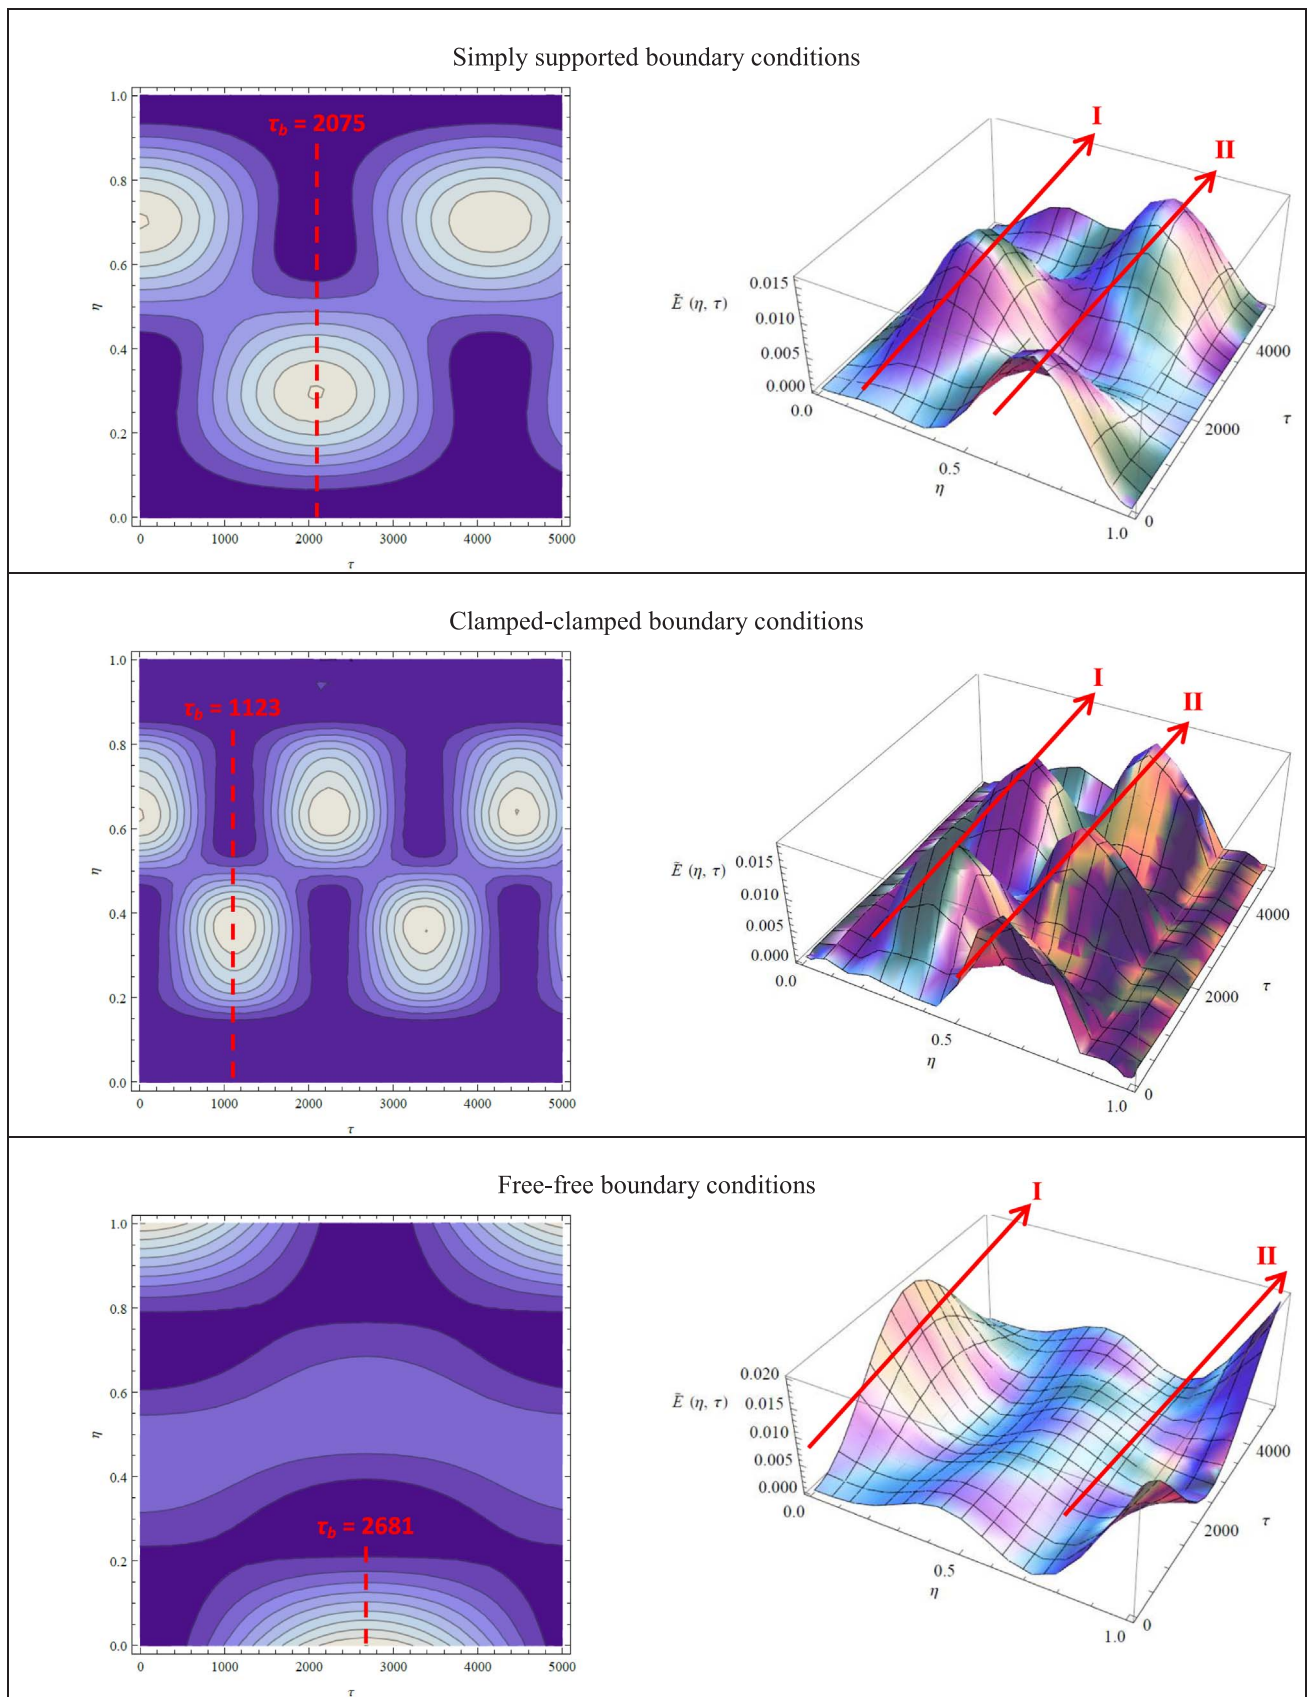 Simply supported boundary conditions
1.0
0.8
0.6
0.4
0.2
0.0
η
τb = 2075
0
1000
2000
3000
4000
5000
τ
I
II
0.015
0.010
0.005
0.000
Ẽ (η, τ)
0.0
0.5
1.0
η
0
2000
4000
τ
Clamped-clamped boundary conditions
1.0
0.8
0.6
0.4
0.2
0.0
η
τb = 1123
0
1000
2000
3000
4000
5000
τ
I
II
0.015
0.010
0.005
0.000
Ẽ (η, τ)
0.0
0.5
1.0
η
0
2000
4000
τ
Free-free boundary conditions
1.0
0.8
0.6
0.4
0.2
0.0
η
τb = 2681
0
1000
2000
3000
4000
5000
τ
I
II
0.020
0.015
0.010
0.005
0.000
Ẽ (η, τ)
0.0
0.5
1.0
η
0
2000
4000
τ